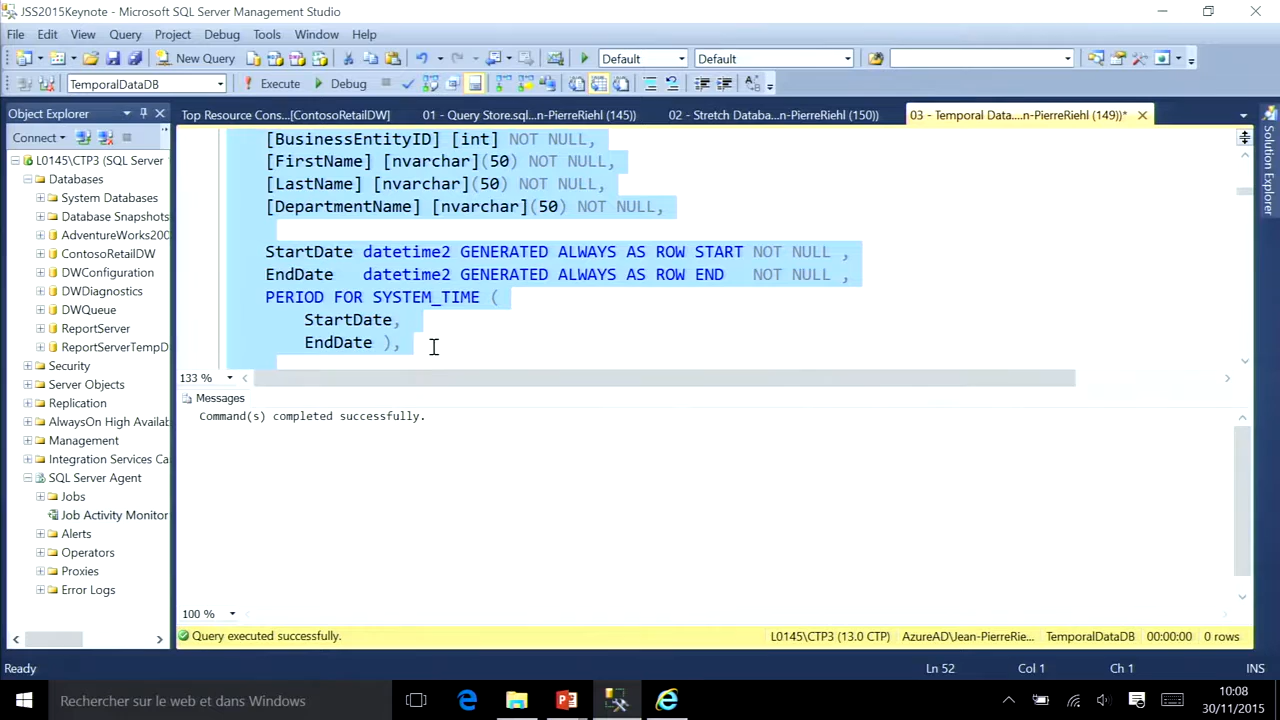 JSS2015Keynote - Microsoft SQL Server Management Studio
File Edit View Query Project Debug Tools Window Help
New Query Default Default
TemporalDataDB Execute Debug
Object Explorer
Top Resource Cons...[ContosoRetailDW] 01 - Query Store.sql...n-PierreRiehl (145)) 02 - Stretch Databa...n-PierreRiehl (150)) 03 - Temporal Data....n-PierreRiehl (149))*
Connect
L0145\CTP3 (SQL Server
Databases
System Databases
Database Snapshots
AdventureWorks200
ContosoRetailDW
DWConfiguration
DWDiagnostics
DWQueue
ReportServer
ReportServerTempD
Security
Server Objects
Replication
AlwaysOn High Availab
Management
Integration Services Ca
SQL Server Agent
Jobs
Job Activity Monitor
Alerts
Operators
Proxies
Error Logs
[BusinessEntityID] [int] NOT NULL,
[FirstName] [nvarchar](50) NOT NULL,
[LastName] [nvarchar](50) NOT NULL,
[DepartmentName] [nvarchar](50) NOT NULL,
StartDate datetime2 GENERATED ALWAYS AS ROW START NOT NULL ,
EndDate datetime2 GENERATED ALWAYS AS ROW END NOT NULL ,
PERIOD FOR SYSTEM_TIME (
StartDate,
EndDate ),
133 %
Messages
Command(s) completed successfully.
100 %
Query executed successfully. L0145\CTP3 (13.0 CTP) AzureAD\Jean-PierreRie... TemporalDataDB 00:00:00 0 rows
Solution Explorer
Ready Ln 52 Col 1 Ch 1 INS
Rechercher sur le web et dans Windows
10:08
30/11/2015